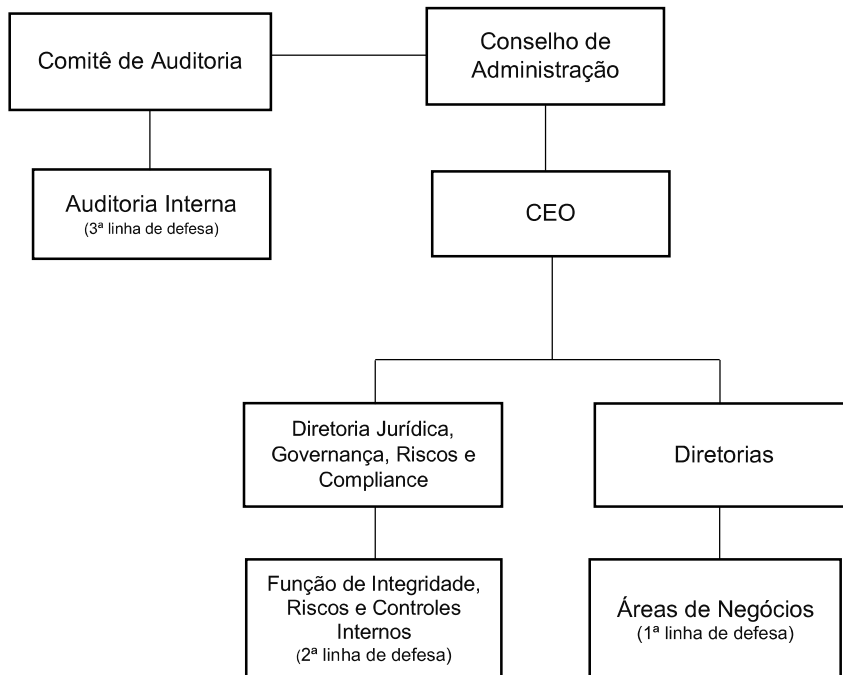 Comitê de Auditoria
Conselho de
Administração
Auditoria Interna
(3ª linha de defesa)
CEO
Diretoria Jurídica,
Governança, Riscos e
Compliance
Diretorias
Função de Integridade,
Riscos e Controles
Internos
(2ª linha de defesa)
Áreas de Negócios
(1ª linha de defesa)